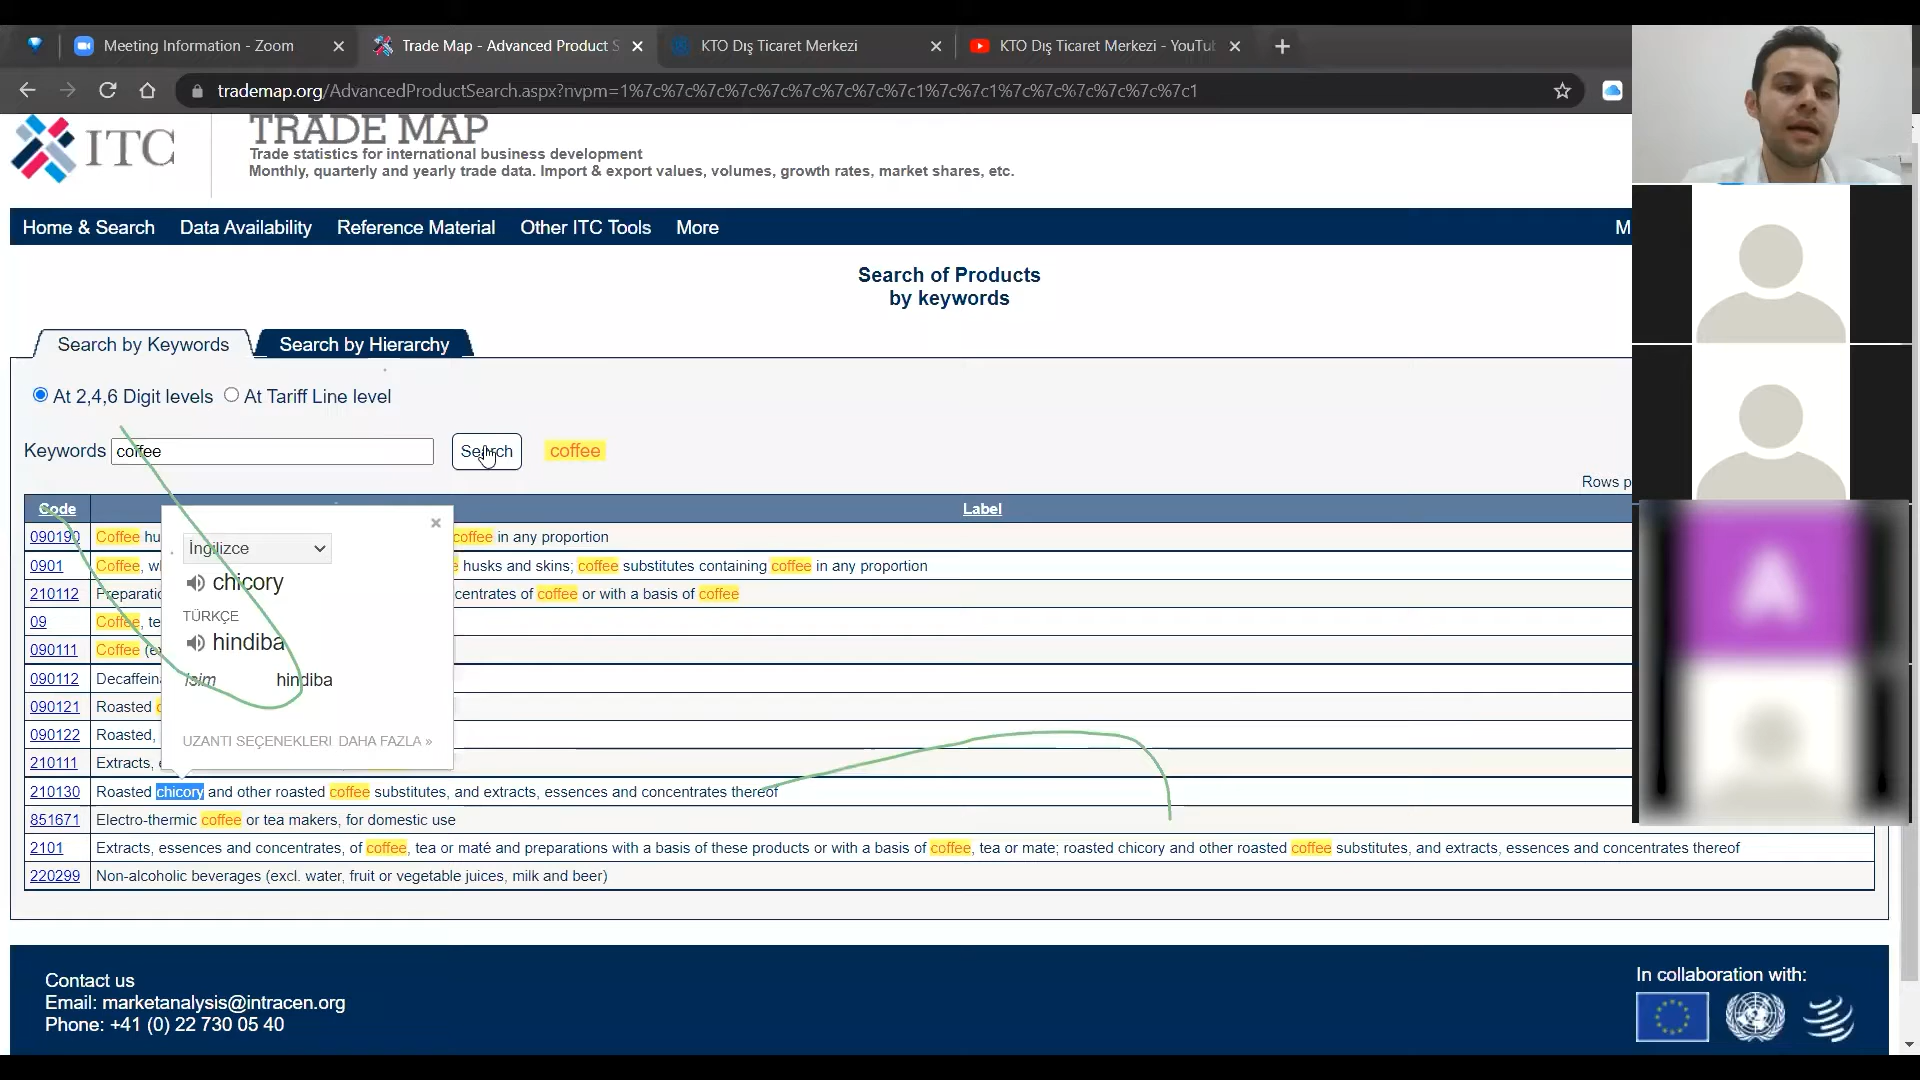 Meeting Information - Zoom
Trade Map - Advanced Product S
KTO Dış Ticaret Merkezi
KTO Dış Ticaret Merkezi - YouTu
trademap.org/AdvancedProductSearch.aspx?nvpm=1%7c%7c%7c%7c%7c%7c%7c%7c%7c1%7c%7c1%7c%7c%7c%7c%7c%7c1
ITC
TRADE MAP
Trade statistics for international business development
Monthly, quarterly and yearly trade data. Import & export values, volumes, growth rates, market shares, etc.
Home & Search Data Availability Reference Material Other ITC Tools More M
Search of Products
by keywords
Search by Keywords Search by Hierarchy
At 2,4,6 Digit levels At Tariff Line level
Keywords coffee Search coffee
Rows p
Code Label
090190 Coffee hu coffee in any proportion
0901 Coffee, wh husks and skins; coffee substitutes containing coffee in any proportion
210112 Preparatio centrates of coffee or with a basis of coffee
09 Coffee, te
090111 Coffee (ex
090112 Decaffein
090121 Roasted
090122 Roasted,
210111 Extracts, e
210130 Roasted chicory and other roasted coffee substitutes, and extracts, essences and concentrates thereof
851671 Electro-thermic coffee or tea makers, for domestic use
2101 Extracts, essences and concentrates, of coffee, tea or maté and preparations with a basis of these products or with a basis of coffee, tea or mate; roasted chicory and other roasted coffee substitutes, and extracts, essences and concentrates thereof
220299 Non-alcoholic beverages (excl. water, fruit or vegetable juices, milk and beer)
İngilizce
chicory
TÜRKÇE
hindiba
isim hindiba
UZANTI SEÇENEKLERI DAHA FAZLA »
A
Contact us
Email: marketanalysis@intracen.org
Phone: +41 (0) 22 730 05 40
In collaboration with: